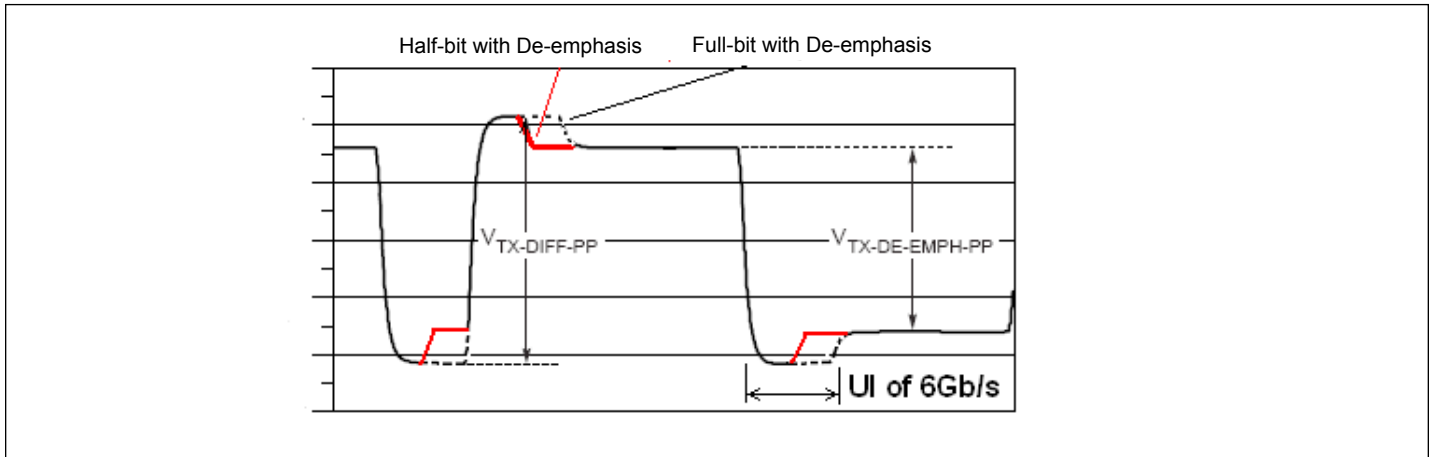 Half-bit with De-emphasis
Full-bit with De-emphasis
VTX-DIFF-PP
VTX-DE-EMPH-PP
UI of 6Gb/s